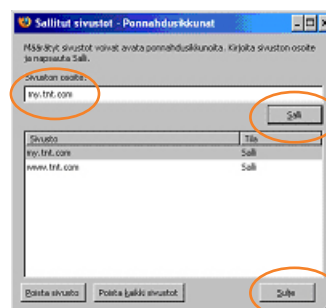 Sallitut sivustot - Ponnahdusikkunat
Määrätyt sivustot voivat avata ponnahdusikkunoita. Kirjoita sivuston osoite
ja napsauta Salli.
Sivuston osoite:
my.tnt.com
Salli
Sivusto Tila
my.tnt.com Salli
www.tnt.com Salli
Poista sivusto Poista kaikki sivustot Sulje